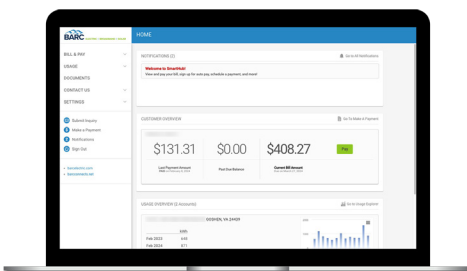 BARC
HOME
BILL & PAY
USAGE
DOCUMENTS
CONTACT US
SETTINGS
Submit Inquiry
Make a Payment
Notifications
Sign Out
NOTIFICATIONS (1)
Go to All Notifications
Welcome to SmartHub!
View and pay your bill, sign up for auto pay, schedule a payment, and more!
CUSTOMER OVERVIEW
Go To Make A Payment
$131.31
$0.00
$408.27
Pay
Last Payment Amount
Past Due Balance
Current Bill Amount
USAGE OVERVIEW (2 Accounts)
Go to Usage Explorer
GOSHEN, VA 24439
kWh
Feb 2023
Feb 2024